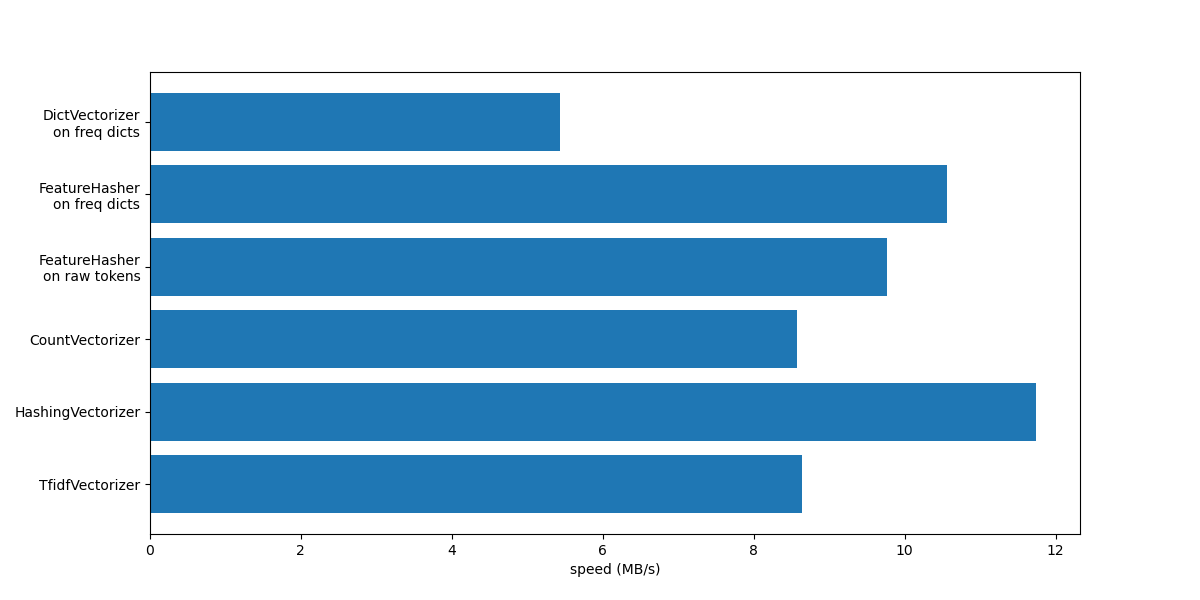 DictVectorizer
on freq dicts
FeatureHasher
on freq dicts
FeatureHasher
on raw tokens
CountVectorizer
HashingVectorizer
TfidfVectorizer
0 2 4 6 8 10 12
speed (MB/s)